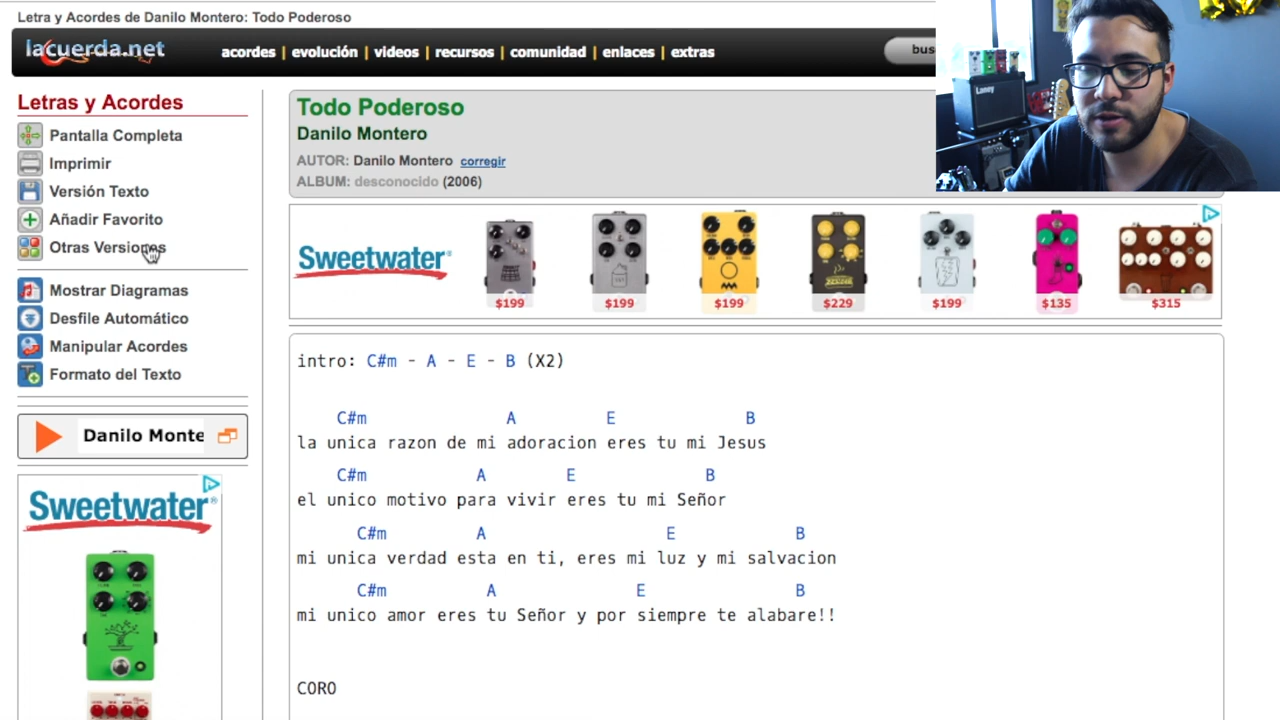 Letra y Acordes de Danilo Montero: Todo Poderoso
lacuerda.net
acordes | evolución | videos | recursos | comunidad | enlaces | extras
bus
Letras y Acordes
Pantalla Completa
Imprimir
Versión Texto
Añadir Favorito
Otras Versiones
Mostrar Diagramas
Desfile Automático
Manipular Acordes
Formato del Texto
Danilo Monte
Sweetwater®
Todo Poderoso
Danilo Montero
AUTOR: Danilo Montero corregir
ALBUM: desconocido (2006)
Laney
Sweetwater®
$199 $199 $199 $229 $199 $135 $315
intro: C#m - A - E - B (X2)
C#m A E B
la unica razon de mi adoracion eres tu mi Jesus
C#m A E B
el unico motivo para vivir eres tu mi Señor
C#m A E B
mi unica verdad esta en ti, eres mi luz y mi salvacion
C#m A E B
mi unico amor eres tu Señor y por siempre te alabare!!
CORO